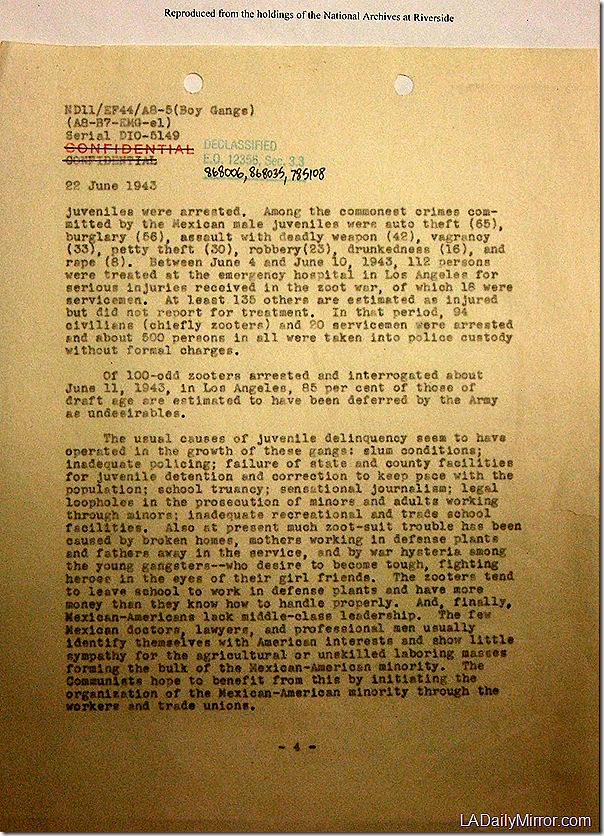 Reproduced from the holdings of the National Archives at Riverside
ND11/EF44/A8-5(Boy Gangs)
(A8-B7-EMG-el)
Serial DIO-5149
CONFIDENTIAL
CONFIDENTIAL
DECLASSIFIED
E.O. 12356, Sec. 3.3
868006, 868035, 785108
22 June 1943
juveniles were arrested. Among the commonest crimes com-
mitted by the Mexican male juveniles were auto theft (65),
burglary (56), assault with deadly weapon (42), vagrancy
(33), petty theft (30), robbery(23), drunkedness (16), and
rape (8). Between June 4 and June 10, 1943, 112 persons
were treated at the emergency hospital in Los Angeles for
serious injuries received in the zoot war, of which 18 were
servicemen. At least 135 others are estimated as injured
but did not report for treatment. In that period, 94
civilians (chiefly zooters) and 20 servicemen were arrested
and about 500 persons in all were taken into police custody
without formal charges.
Of 100-odd zooters arrested and interrogated about
June 11, 1943, in Los Angeles, 85 per cent of those of
draft age are estimated to have been deferred by the Army
as undesirables.
The usual causes of juvenile delinquency seem to have
operated in the growth of these gangs: slum conditions;
inadequate policing; failure of state and county facilities
for juvenile detention and correction to keep pace with the
population; school truancy; sensational journalism; legal
loopholes in the prosecution of minors and adults working
through minors; inadequate recreational and trade school
facilities. Also at present much zoot-suit trouble has been
caused by broken homes, mothers working in defense plants
and fathers away in the service, and by war hysteria among
the young gangsters--who desire to become tough, fighting
heroes in the eyes of their girl friends. The zooters tend
to leave school to work in defense plants and have more
money than they know how to handle properly. And, finally,
Mexican-Americans lack middle-class leadership. The few
Mexican doctors, lawyers, and professional men usually
identify themselves with American interests and show little
sympathy for the agricultural or unskilled laboring masses
forming the bulk of the Mexican-American minority. The
Communists hope to benefit from this by initiating the
organization of the Mexican-American minority through the
workers and trade unions.
- 4 -
LADailyMirror.com